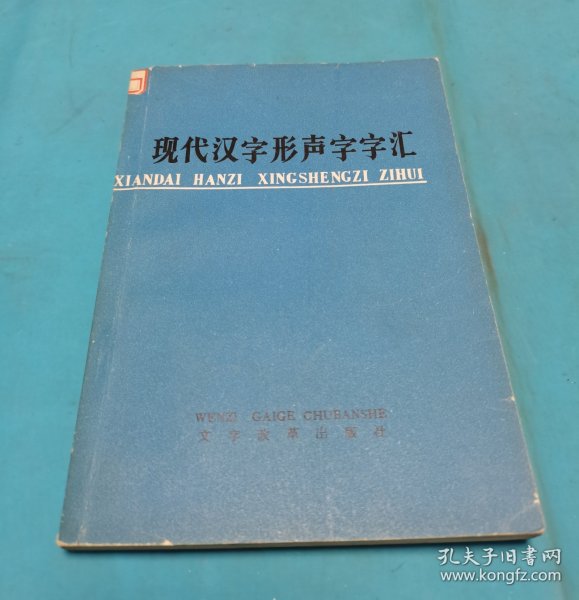 现代汉字形声字字汇
XIANDAI HANZI XINGSHENGZI ZIHUI
WENZI GAIGE CHUBANSHE
文字改革出版社
孔夫子旧书网
www.kongfz.com